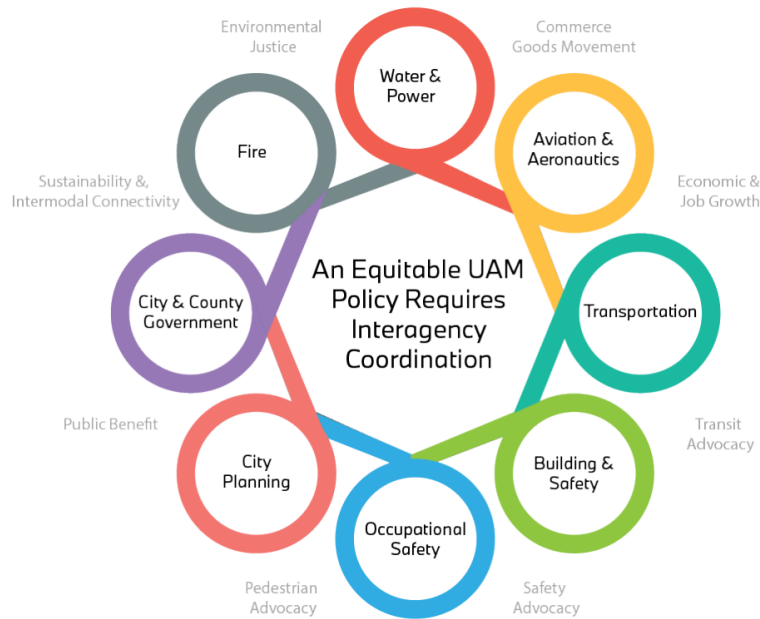 Environmental
Justice
Water &
Power
Commerce
Goods Movement
Fire
Aviation &
Aeronautics
Sustainability &,
Intermodal Connectivity
Economic &
Job Growth
An Equitable UAM
Policy Requires
Interagency
Coordination
City & County
Government
Transportation
Public Benefit
Transit
Advocacy
City
Planning
Building &
Safety
Occupational
Safety
Pedestrian
Advocacy
Safety
Advocacy